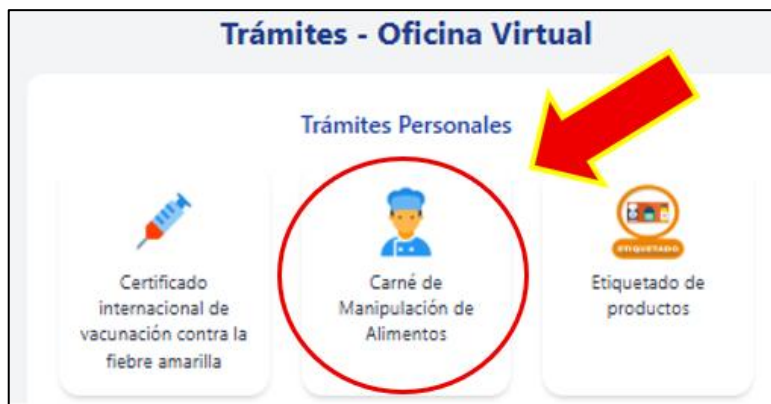 Trámites - Oficina Virtual
Trámites Personales
Certificado
internacional de
vacunación contra la
fiebre amarilla
Carné de
Manipulación de
Alimentos
ETIQUETADO
Etiquetado de
productos